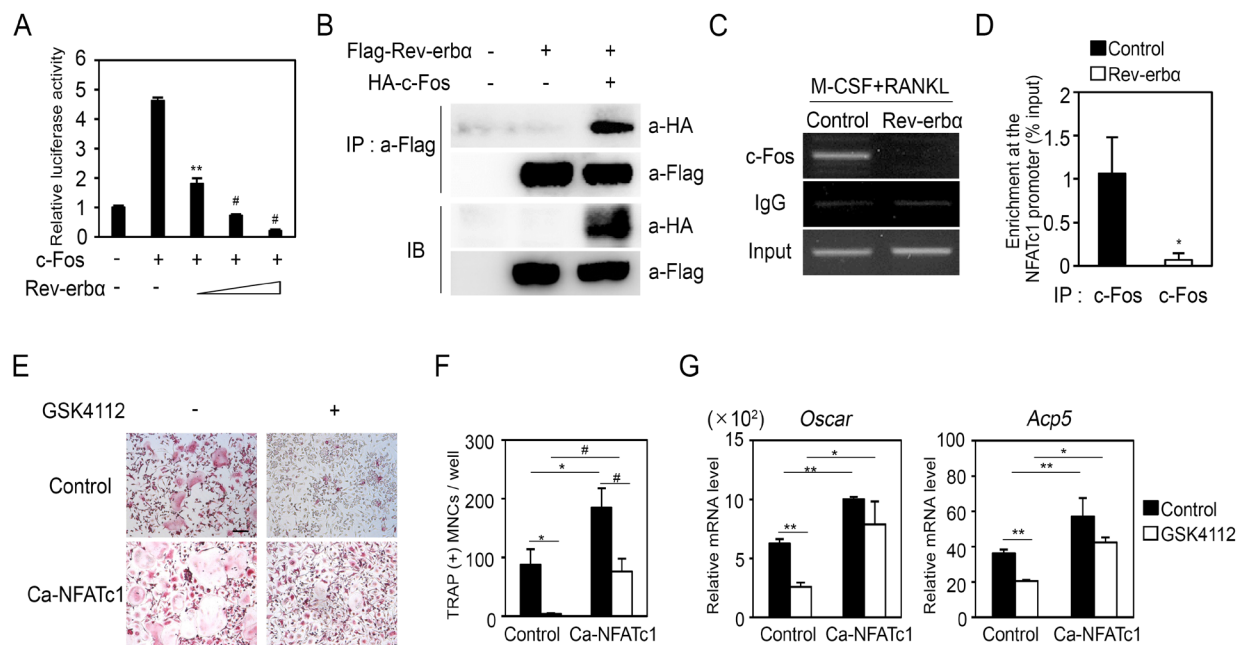 A
Relative luciferase activity
6
5
4
3
2
1
0
**
#
#
c-Fos - + + + +
Rev-erbα - -
B
Flag-Rev-erbα - + +
HA-c-Fos - - +
IP : a-Flag
a-HA
a-Flag
IB
a-HA
a-Flag
C
M-CSF+RANKL
Control Rev-erbα
c-Fos
IgG
Input
D
Control
Rev-erbα
Enrichment at the
NFATc1 promoter (% input)
2
1.5
1
0.5
0
*
IP : c-Fos c-Fos
E
GSK4112 - +
Control
Ca-NFATc1
F
TRAP (+) MNCs / well
300
200
100
0
#
*
#
*
Control Ca-NFATc1
G
(×10²) Oscar
Relative mRNA level
15
10
5
0
*
**
**
Control Ca-NFATc1
Acp5
Relative mRNA level
100
80
60
40
20
0
*
**
**
Control Ca-NFATc1
Control
GSK4112